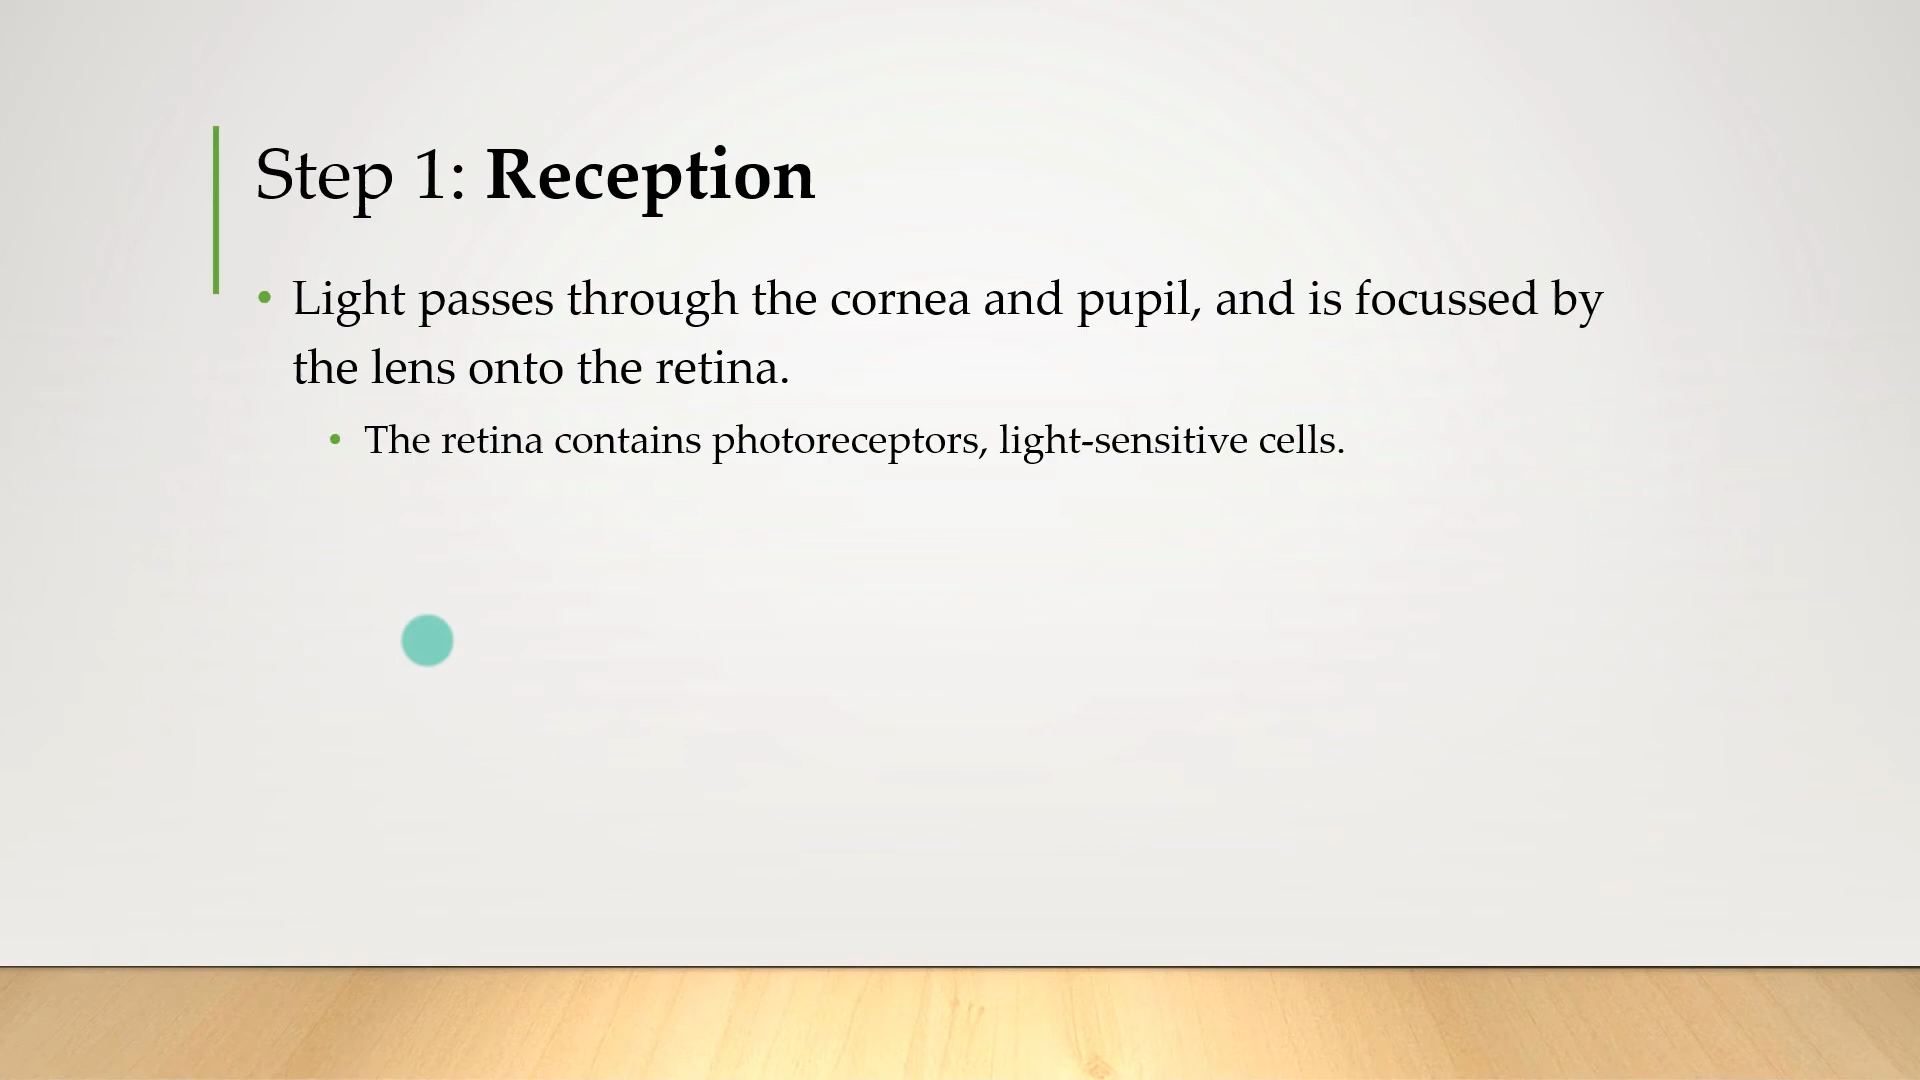 Step 1: Reception
• Light passes through the cornea and pupil, and is focussed by
the lens onto the retina.
• The retina contains photoreceptors, light-sensitive cells.